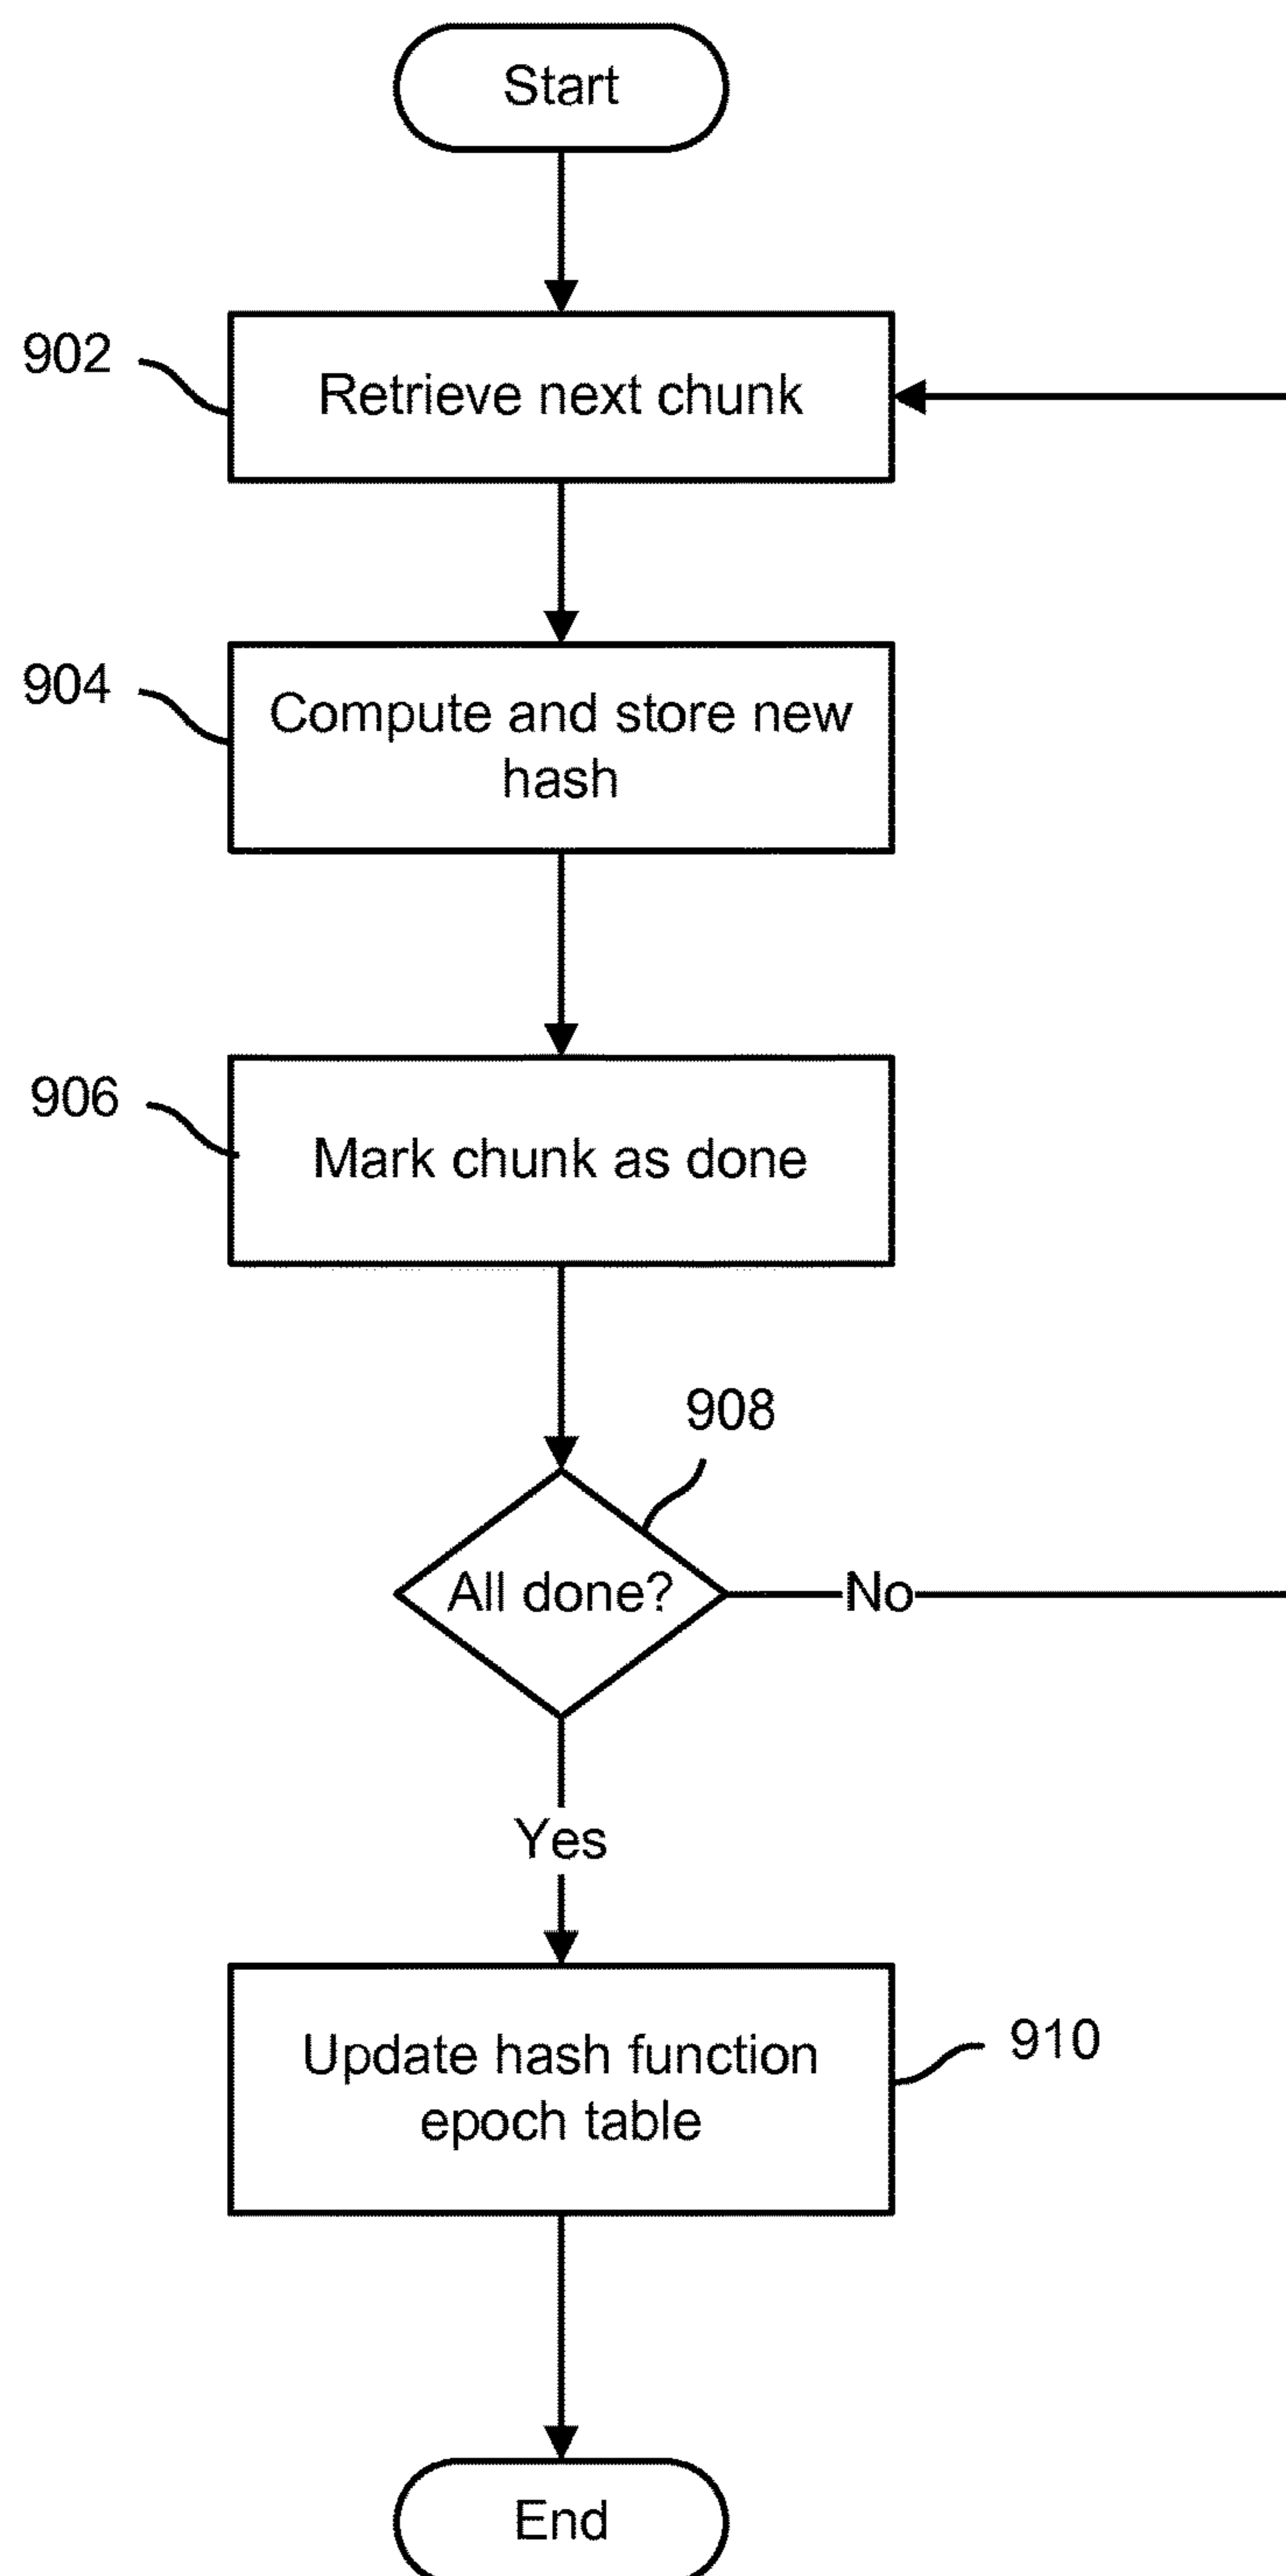 Start
902
Retrieve next chunk
904
Compute and store new
hash
906
Mark chunk as done
908
All done?
No
Yes
Update hash function
epoch table
910
End